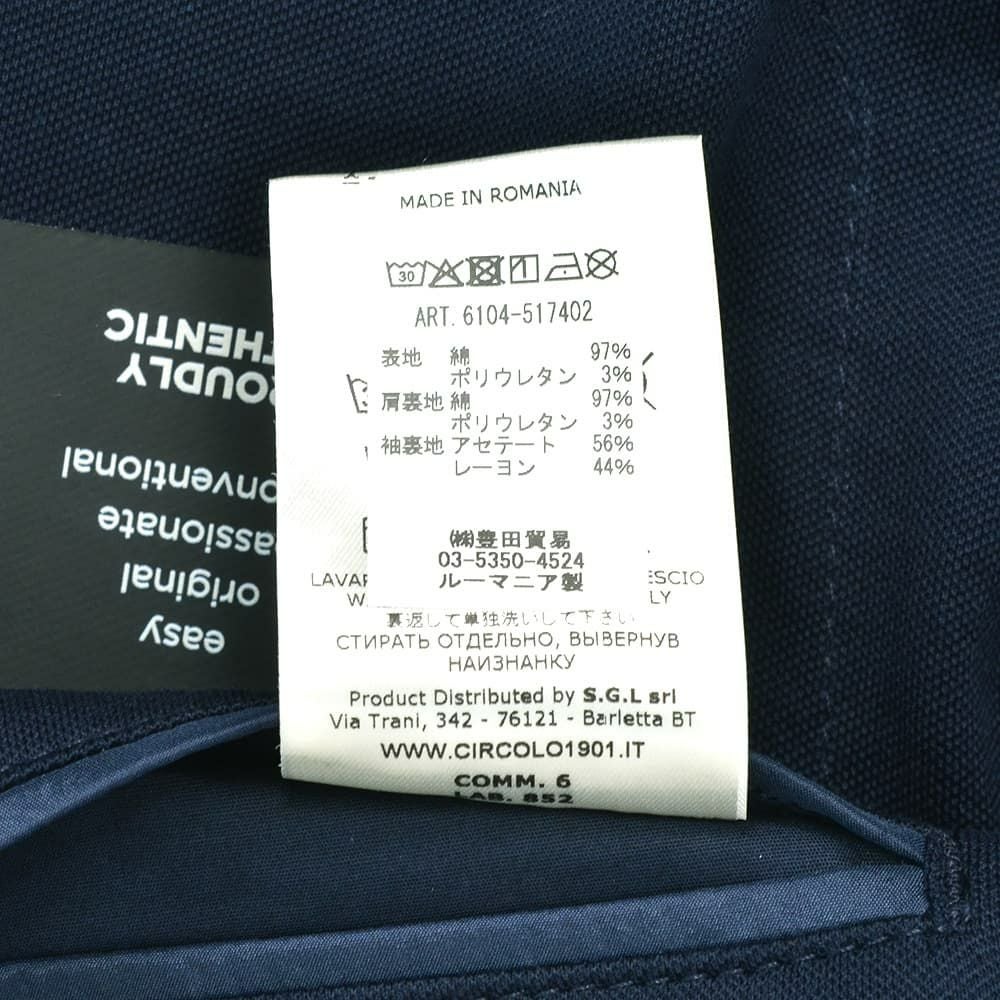 MADE IN ROMANIA
30
ART. 6104-517402
表地 綿 97%
ポリウレタン 3%
肩裏地 綿 97%
ポリウレタン 3%
袖裏地 アセテート 56%
レーヨン 44%
㈱豊田貿易
03-5350-4524
ルーマニア製
裏返して単独洗いして下さい
СТИРАТЬ ОТДЕЛЬНО, ВЫВЕРНУВ
НАИЗНАНКУ
Product Distributed by S.G.L srl
Via Trani, 342 - 76121 - Barletta BT
WWW.CIRCOLO1901.IT
COMM. 6
LAB. 852
easy
original